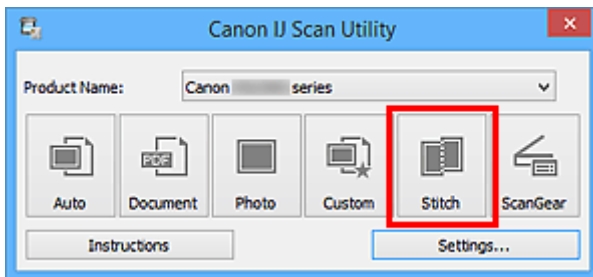 Canon IJ Scan Utility
Product Name: Canon series
PDF
Auto Document Photo Custom Stitch ScanGear
Instructions Settings...